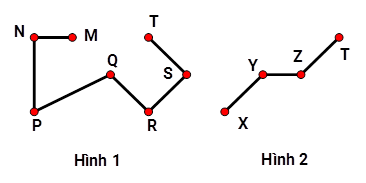 N M T
Q S
P R
Y Z T
X
Hình 1
Hình 2